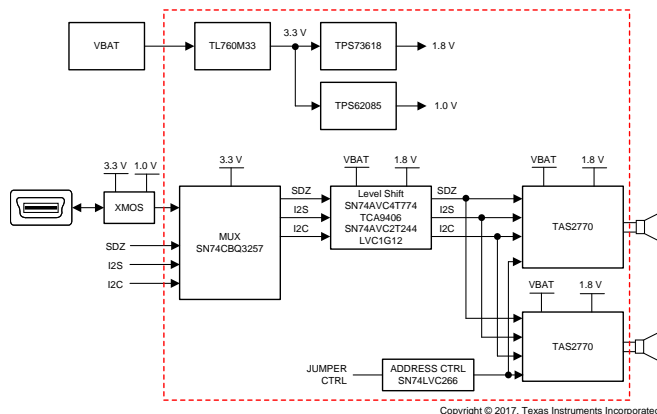 3.3 V
VBAT
TL760M33
TPS73618
1.8 V
TPS62085
1.0 V
3.3 V
1.0 V
3.3 V
VBAT
1.8 V
VBAT
1.8 V
XMOS
MUX
SN74CBQ3257
SDZ
I2S
I2C
SDZ
I2S
I2C
Level Shift
SN74AVC4T774
TCA9406
SN74AVC2T244
LVC1G12
SDZ
I2S
I2C
TAS2770
VBAT
1.8 V
TAS2770
JUMPER
CTRL
ADDRESS CTRL
SN74LVC266
Copyright © 2017, Texas Instruments Incorporated